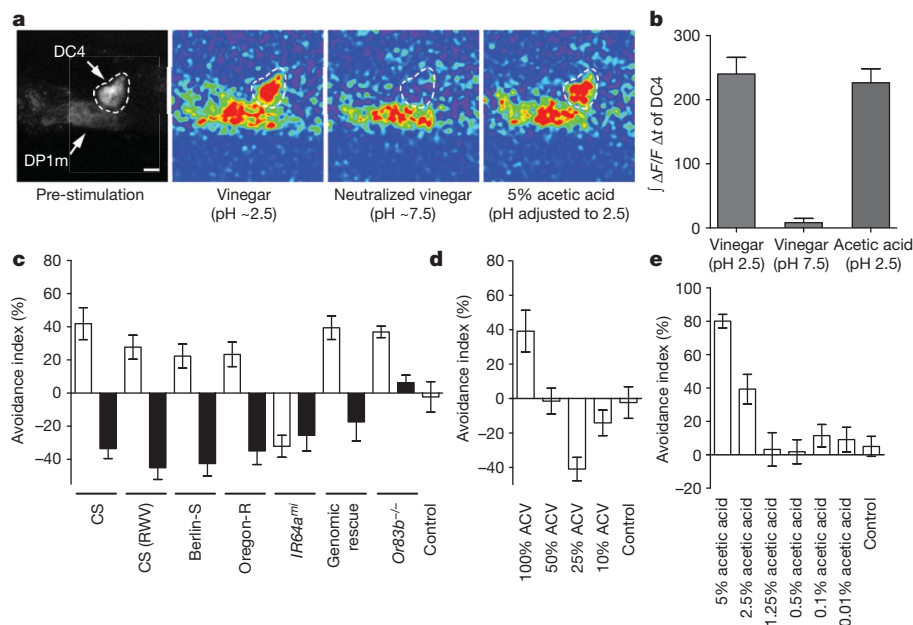 a
DC4
DP1m
Pre-stimulation
Vinegar
(pH ~2.5)
Neutralized vinegar
(pH ~7.5)
5% acetic acid
(pH adjusted to 2.5)
b
∫ ΔF/F Δt of DC4
300
200
100
0
Vinegar
(pH 2.5)
Vinegar
(pH 7.5)
Acetic acid
(pH 2.5)
c
Avoidance index (%)
80
60
40
20
0
−20
−40
−60
CS
CS (RWV)
Berlin-S
Oregon-R
IR64aᵐⁱ
Genomic
rescue
Or83b⁻/⁻
Control
d
Avoidance index (%)
80
60
40
20
0
−20
−40
100% ACV
50% ACV
25% ACV
10% ACV
Control
e
Avoidance index (%)
100
80
60
40
20
0
−20
5% acetic acid
2.5% acetic acid
1.25% acetic acid
0.5% acetic acid
0.1% acetic acid
0.01% acetic acid
Control